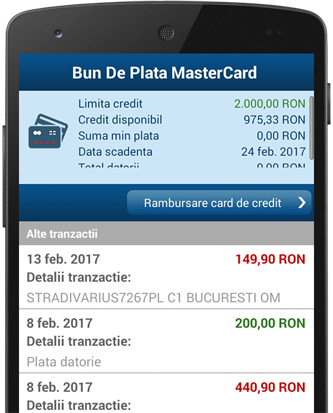 Bun De Plata MasterCard
Limita credit 2.000,00 RON
Credit disponibil 975,33 RON
Suma min plata 0,00 RON
Data scadenta 24 feb. 2017
Total datorii 0,00 RON
Rambursare card de credit
Alte tranzactii
13 feb. 2017 149,90 RON
Detalii tranzactie:
STRADIVARIUS7267PL C1 BUCURESTI OM
8 feb. 2017 200,00 RON
Detalii tranzactie:
Plata datorie
8 feb. 2017 440,90 RON
Detalii tranzactie: